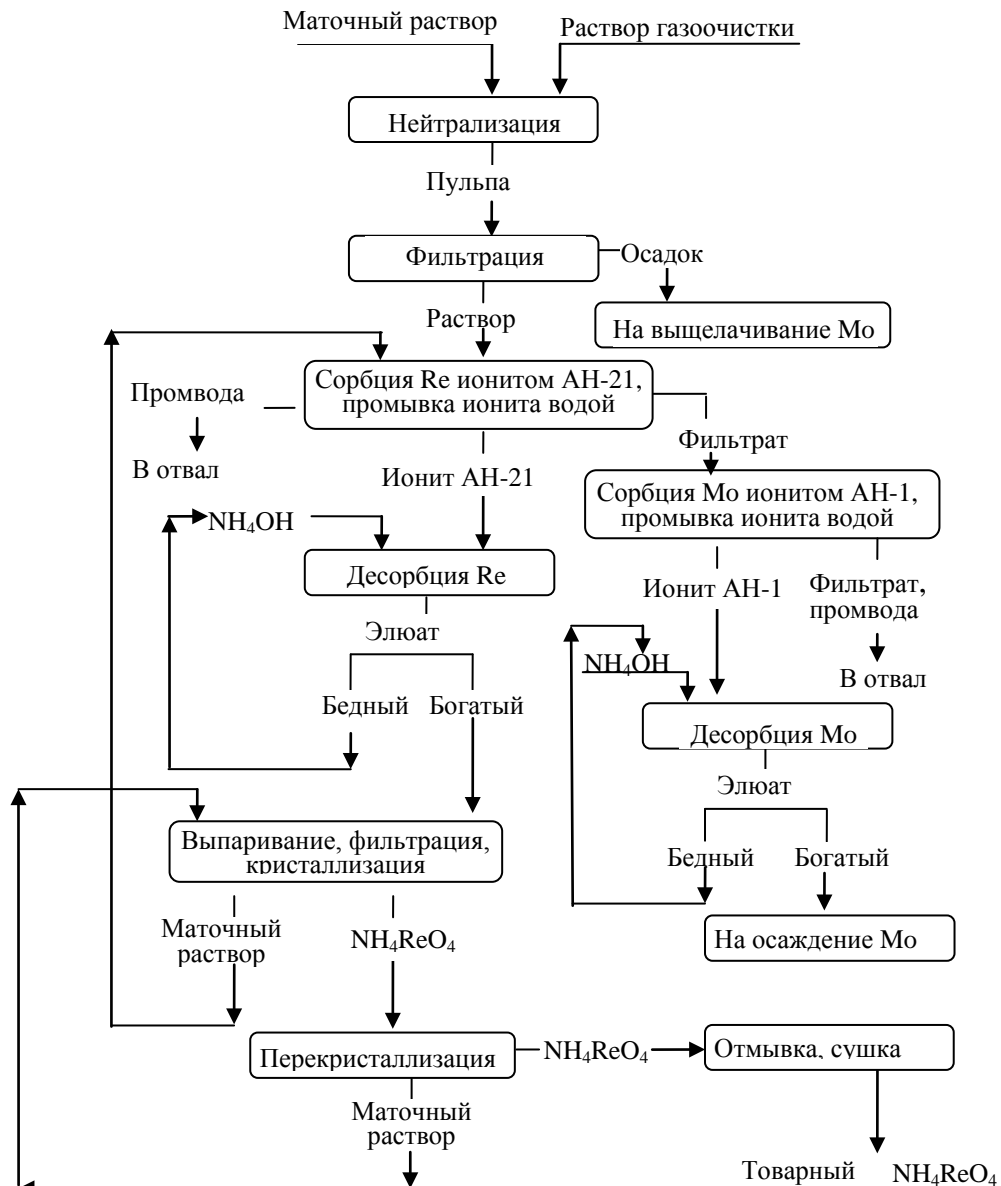 Маточный раствор
Раствор газоочистки
Нейтрализация
Пульпа
Фильтрация
Осадок
На выщелачивание Mo
Раствор
Сорбция Re ионитом АН-21,
промывка ионита водой
Промвода
В отвал
Фильтрат
Ионит АН-21
Сорбция Mo ионитом АН-1,
промывка ионита водой
NH₄OH
Десорбция Re
Ионит АН-1
Фильтрат,
промвода
В отвал
Элюат
Бедный
Богатый
NH₄OH
Десорбция Mo
Элюат
Бедный
Богатый
На осаждение Mo
Выпаривание, фильтрация,
кристаллизация
Маточный
раствор
NH₄ReO₄
Перекристаллизация
NH₄ReO₄
Отмывка, сушка
Маточный
раствор
Товарный NH₄ReO₄